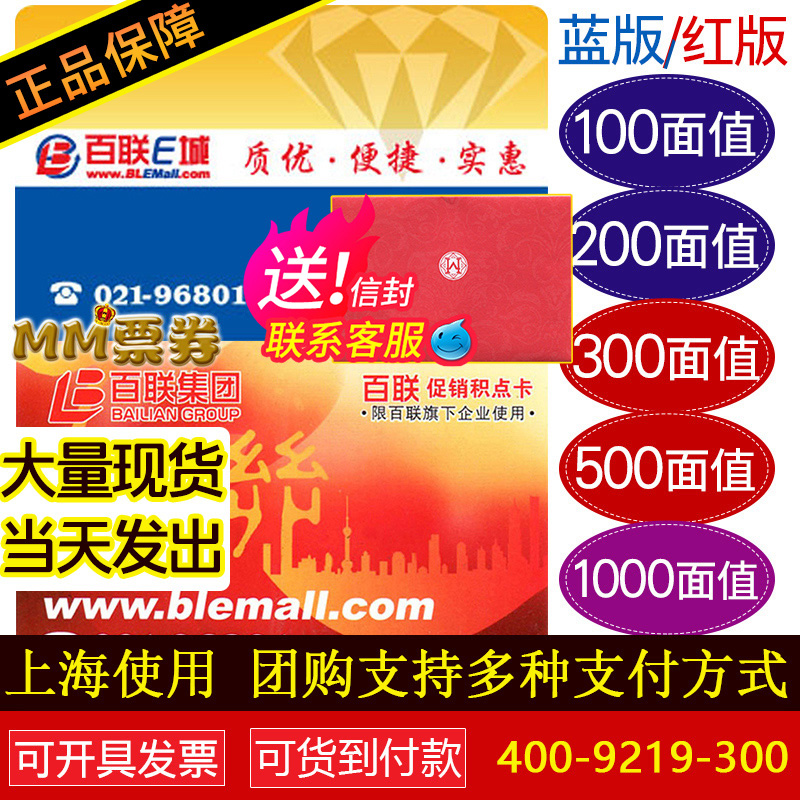 正品保障
蓝版/红版
百联E城
www.BLEMall.com
质优·便捷·实惠
100面值
200面值
300面值
500面值
1000面值
021-96801
送!信封
联系客服
MM票券
百联集团
BAILIAN GROUP
百联 促销积点卡
·限百联旗下企业使用·
大量现货
当天发出
www.blemall.com
上海使用 团购支持多种支付方式
可开具发票
可货到付款
400-9219-300